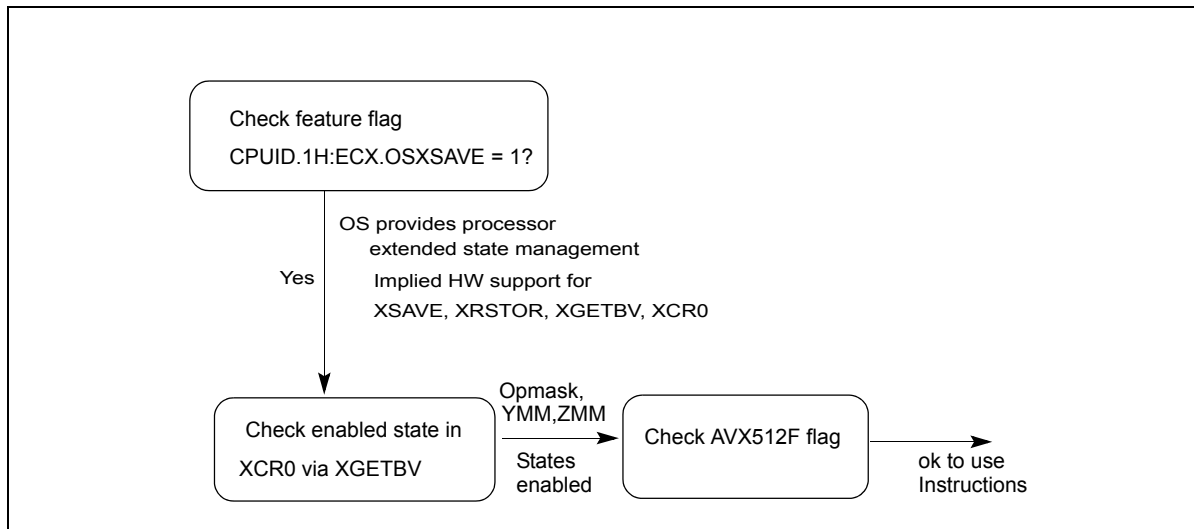 Check feature flag
CPUID.1H:ECX.OSXSAVE = 1?
OS provides processor
extended state management
Yes
Implied HW support for
XSAVE, XRSTOR, XGETBV, XCR0
Check enabled state in
XCR0 via XGETBV
Opmask,
YMM,ZMM
States
enabled
Check AVX512F flag
ok to use
Instructions